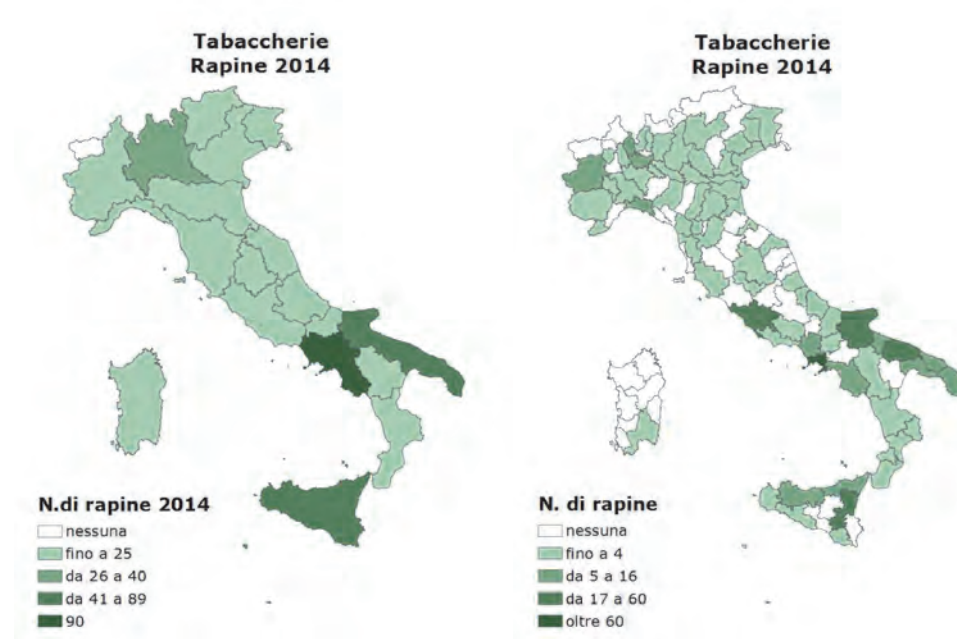 Tabaccherie
Rapine 2014
N.di rapine 2014
nessuna
fino a 25
da 26 a 40
da 41 a 89
90
Tabaccherie
Rapine 2014
N. di rapine
nessuna
fino a 4
da 5 a 16
da 17 a 60
oltre 60